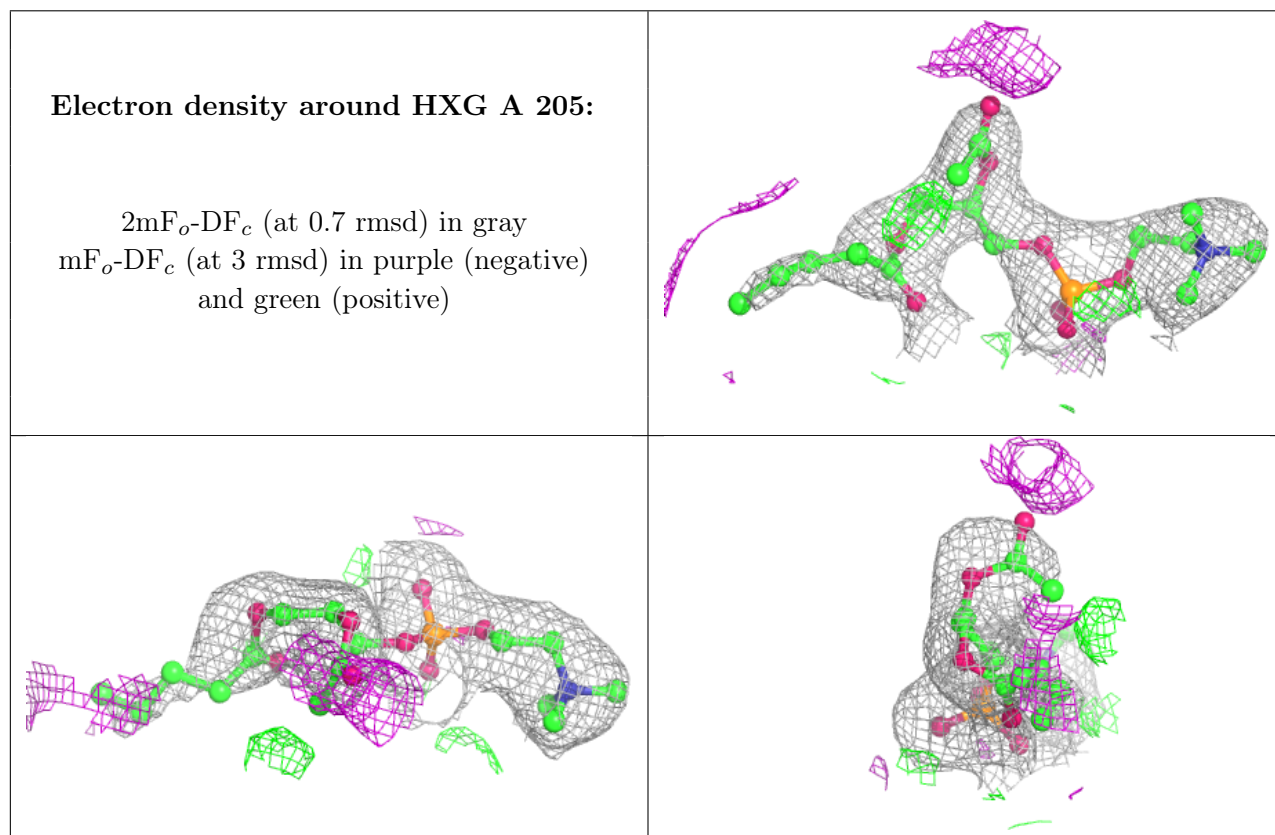 Electron density around HXG A 205:
2mFo-DFc (at 0.7 rmsd) in gray
mFo-DFc (at 3 rmsd) in purple (negative)
and green (positive)